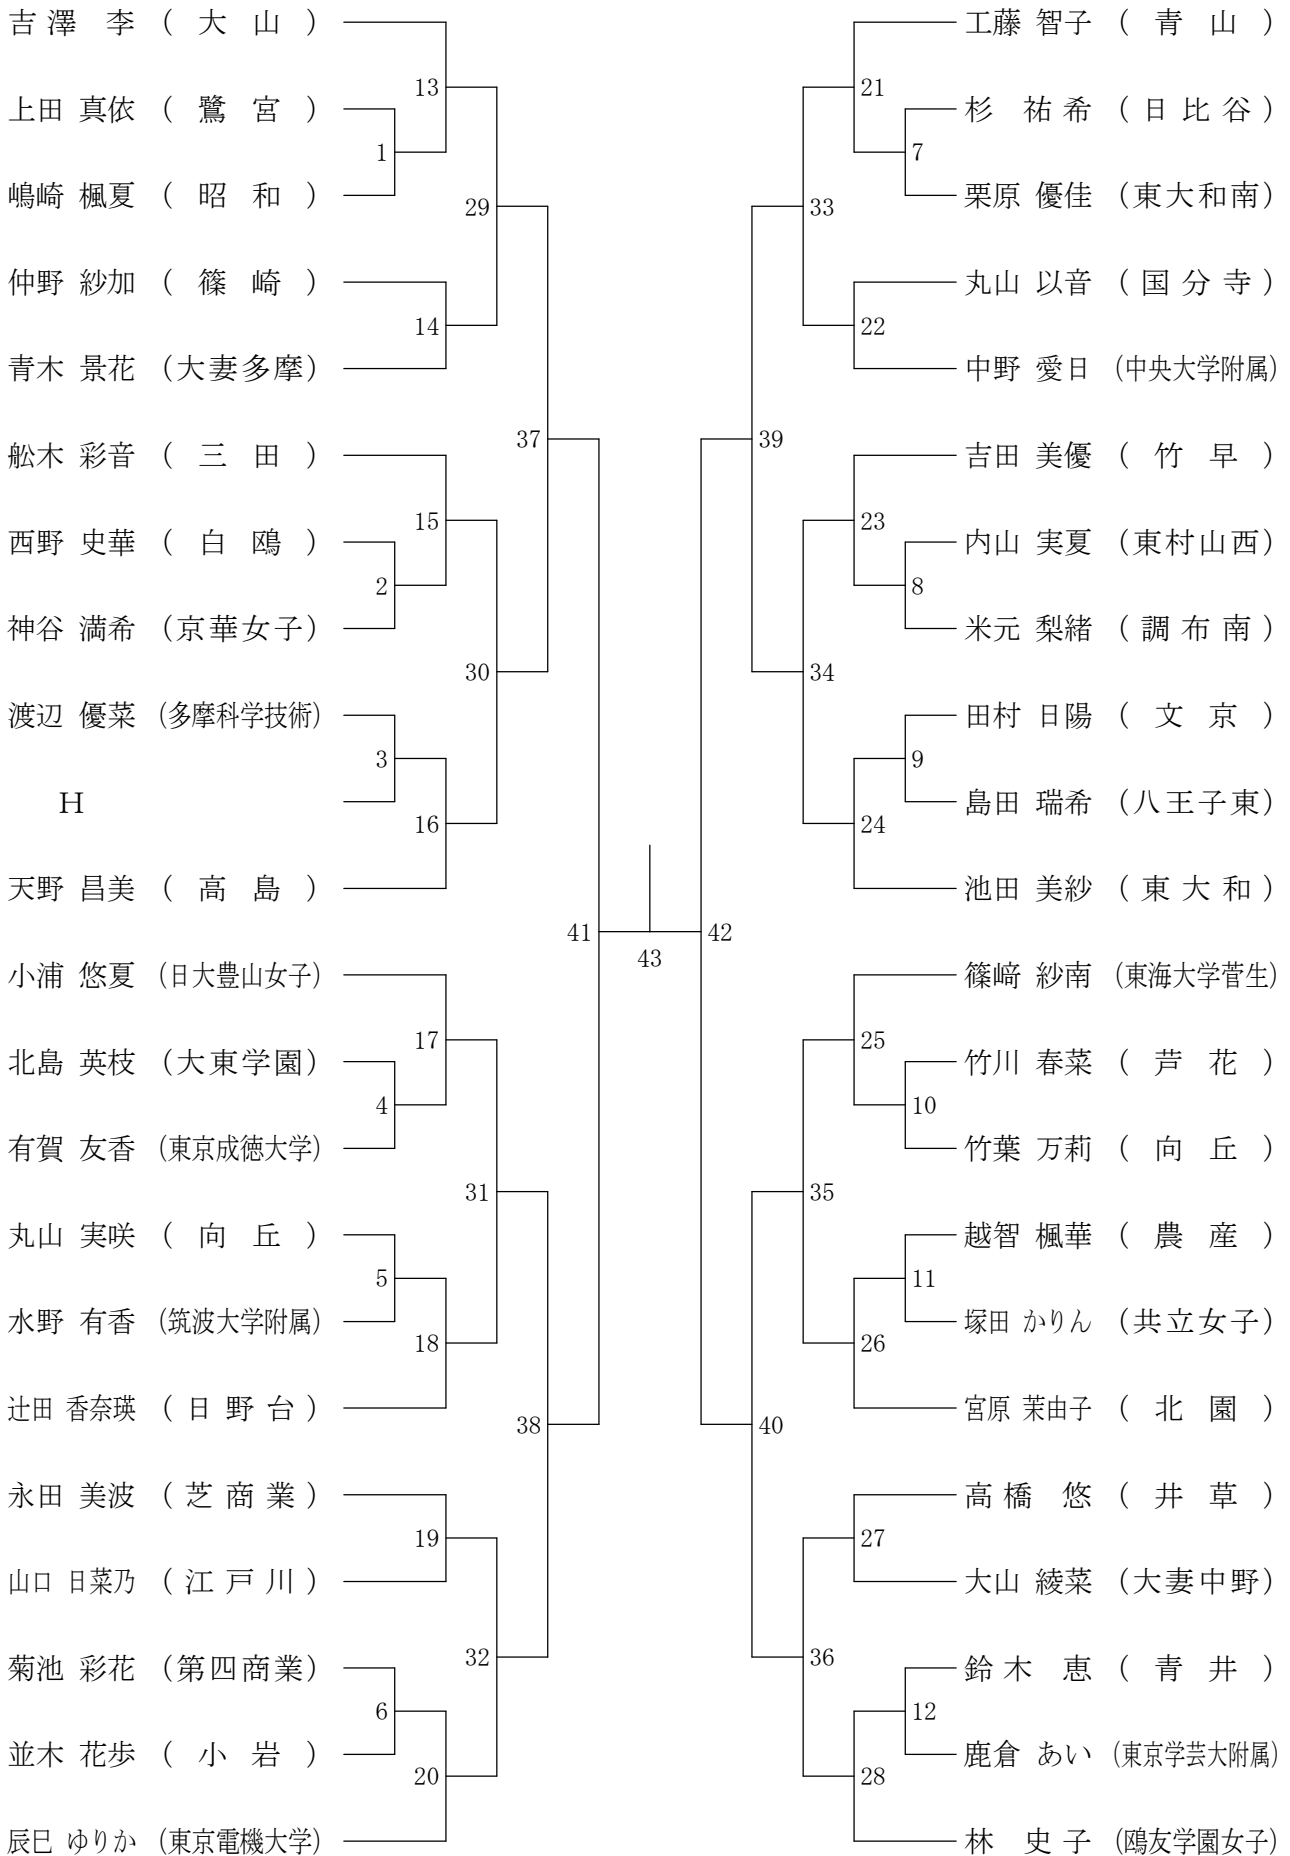 吉澤 李 (大山)
13
上田 真依 (鷺宮)
1
嶋崎 楓夏 (昭和)
29
仲野 紗加 (篠崎)
14
青木 景花 (大妻多摩)
37
舩木 彩音 (三田)
15
西野 史華 (白鴎)
2
神谷 満希 (京華女子)
30
渡辺 優菜 (多摩科学技術)
3
H
16
天野 昌美 (高島)
41
小浦 悠夏 (日大豊山女子)
17
北島 英枝 (大東学園)
4
有賀 友香 (東京成徳大学)
31
丸山 実咲 (向丘)
5
水野 有香 (筑波大学附属)
18
辻田 香奈瑛 (日野台)
38
永田 美波 (芝商業)
19
山口 日菜乃 (江戸川)
32
菊池 彩花 (第四商業)
6
並木 花歩 (小岩)
20
辰巳 ゆりか (東京電機大学)
43
工藤 智子 (青山)
21
杉 祐希 (日比谷)
7
栗原 優佳 (東大和南)
33
丸山 以音 (国分寺)
22
中野 愛日 (中央大学附属)
39
吉田 美優 (竹早)
23
内山 実夏 (東村山西)
8
米元 梨緒 (調布南)
34
田村 日陽 (文京)
9
島田 瑞希 (八王子東)
24
池田 美紗 (東大和)
42
篠﨑 紗南 (東海大学菅生)
25
竹川 春菜 (芦花)
10
竹葉 万莉 (向丘)
35
越智 楓華 (農産)
11
塚田 かりん (共立女子)
26
宮原 茉由子 (北園)
40
高橋 悠 (井草)
27
大山 綾菜 (大妻中野)
36
鈴木 恵 (青井)
12
鹿倉 あい (東京学芸大附属)
28
林 史子 (鴎友学園女子)